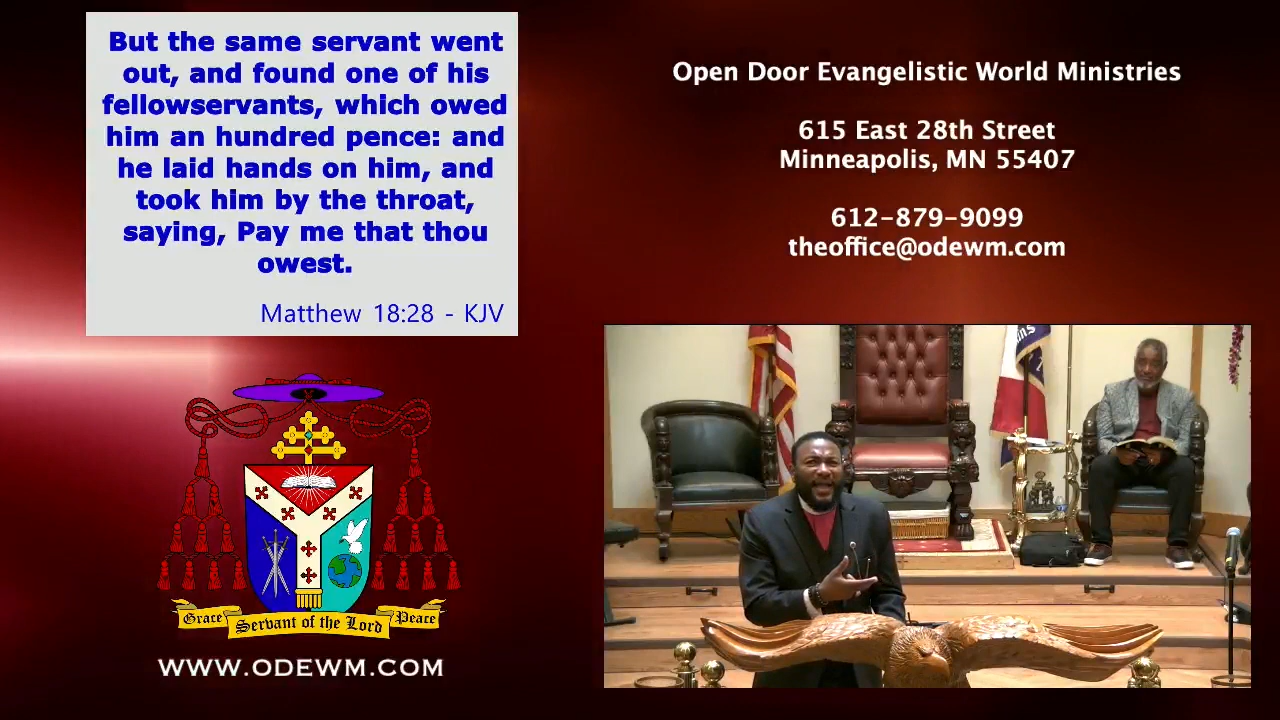 But the same servant went
out, and found one of his
fellowservants, which owed
him an hundred pence: and
he laid hands on him, and
took him by the throat,
saying, Pay me that thou
owest.
Matthew 18:28 - KJV
Open Door Evangelistic World Ministries
615 East 28th Street
Minneapolis, MN 55407
612-879-9099
theoffice@odewm.com
Grace
Servant of the Lord
Peace
WWW.ODEWM.COM